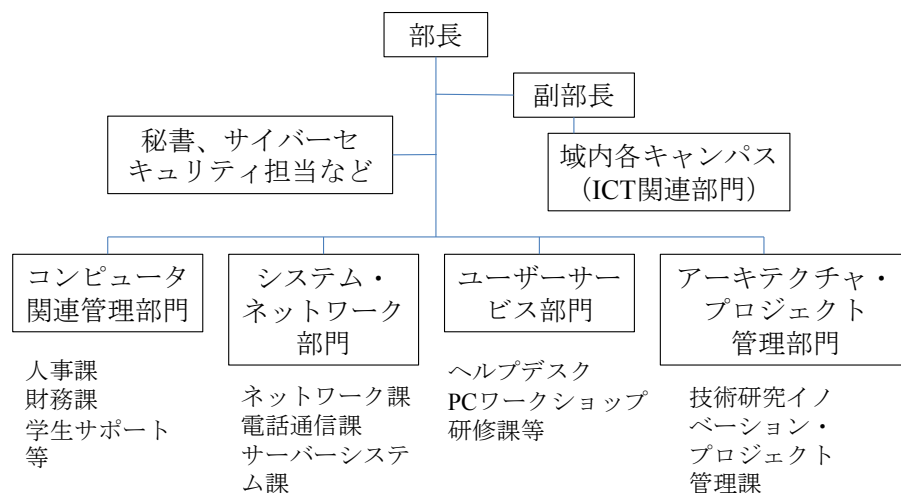 部長
副部長
秘書、サイバーセ
キュリティ担当など
域内各キャンパス
（ICT関連部門）
コンピュータ
関連管理部門
システム・
ネットワーク
部門
ユーザーサー
ビス部門
アーキテクチャ・
プロジェクト
管理部門
人事課
財務課
学生サポート
等
ネットワーク課
電話通信課
サーバーシステ
ム課
ヘルプデスク
PCワークショップ
研修課等
技術研究イノ
ベーション・
プロジェクト
管理課